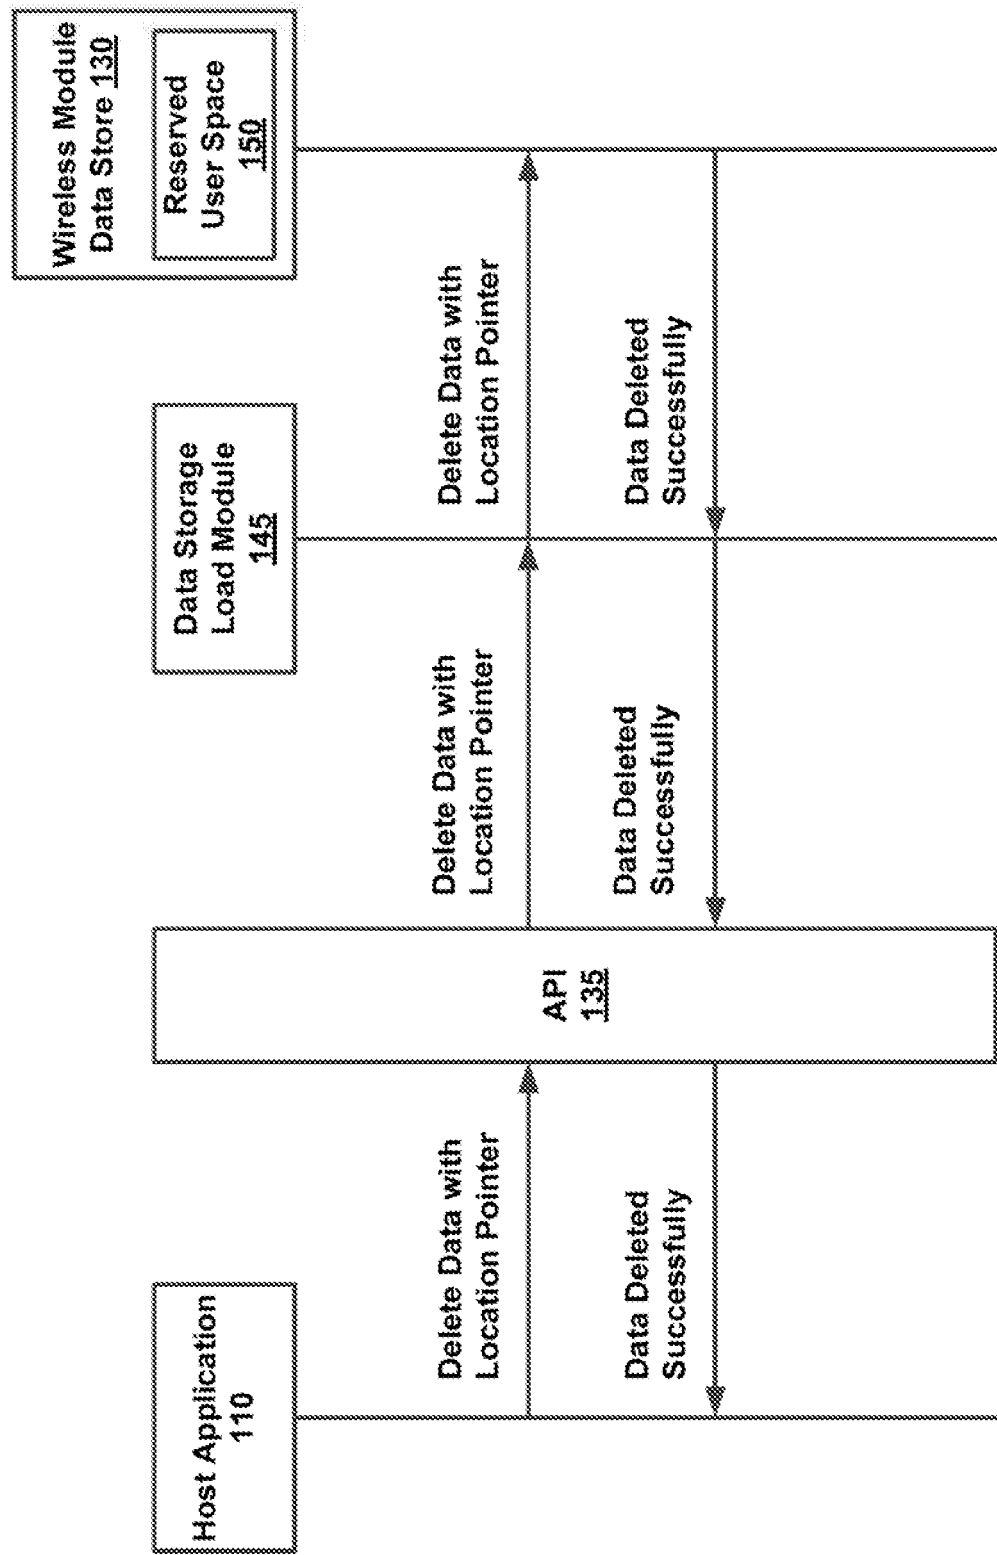 Host Application
110
API
135
Data Storage
Load Module
145
Wireless Module
Data Store 130
Reserved
User Space
150
Delete Data with
Location Pointer
Delete Data with
Location Pointer
Delete Data with
Location Pointer
Data Deleted
Successfully
Data Deleted
Successfully
Data Deleted
Successfully